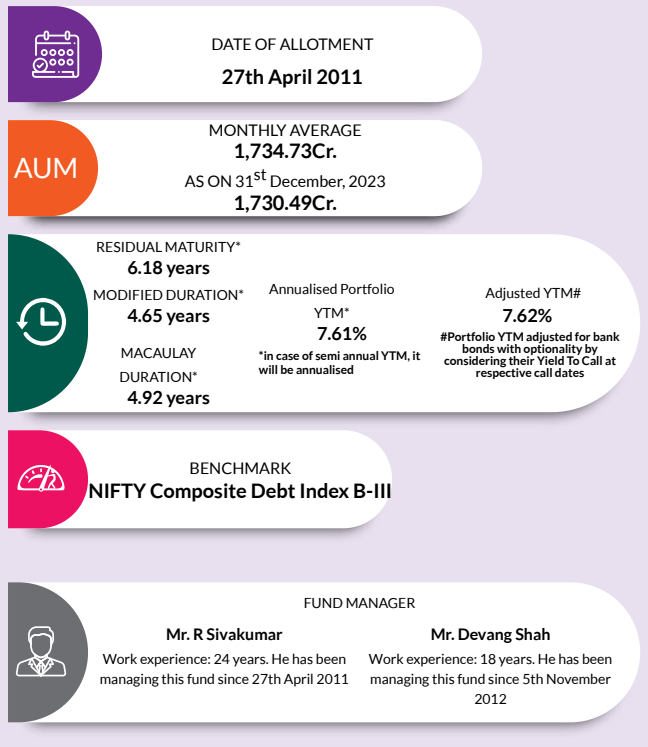 DATE OF ALLOTMENT
27th April 2011
AUM
MONTHLY AVERAGE
1,734.73Cr.
AS ON 31st December, 2023
1,730.49Cr.
RESIDUAL MATURITY*
6.18 years
MODIFIED DURATION*
4.65 years
MACAULAY
DURATION*
4.92 years
Annualised Portfolio
YTM*
7.61%
*in case of semi annual YTM, it
will be annualised
Adjusted YTM#
7.62%
#Portfolio YTM adjusted for bank
bonds with optionality by
considering their Yield To Call at
respective call dates
BENCHMARK
NIFTY Composite Debt Index B-III
FUND MANAGER
Mr. R Sivakumar
Work experience: 24 years. He has been
managing this fund since 27th April 2011
Mr. Devang Shah
Work experience: 18 years. He has been
managing this fund since 5th November
2012